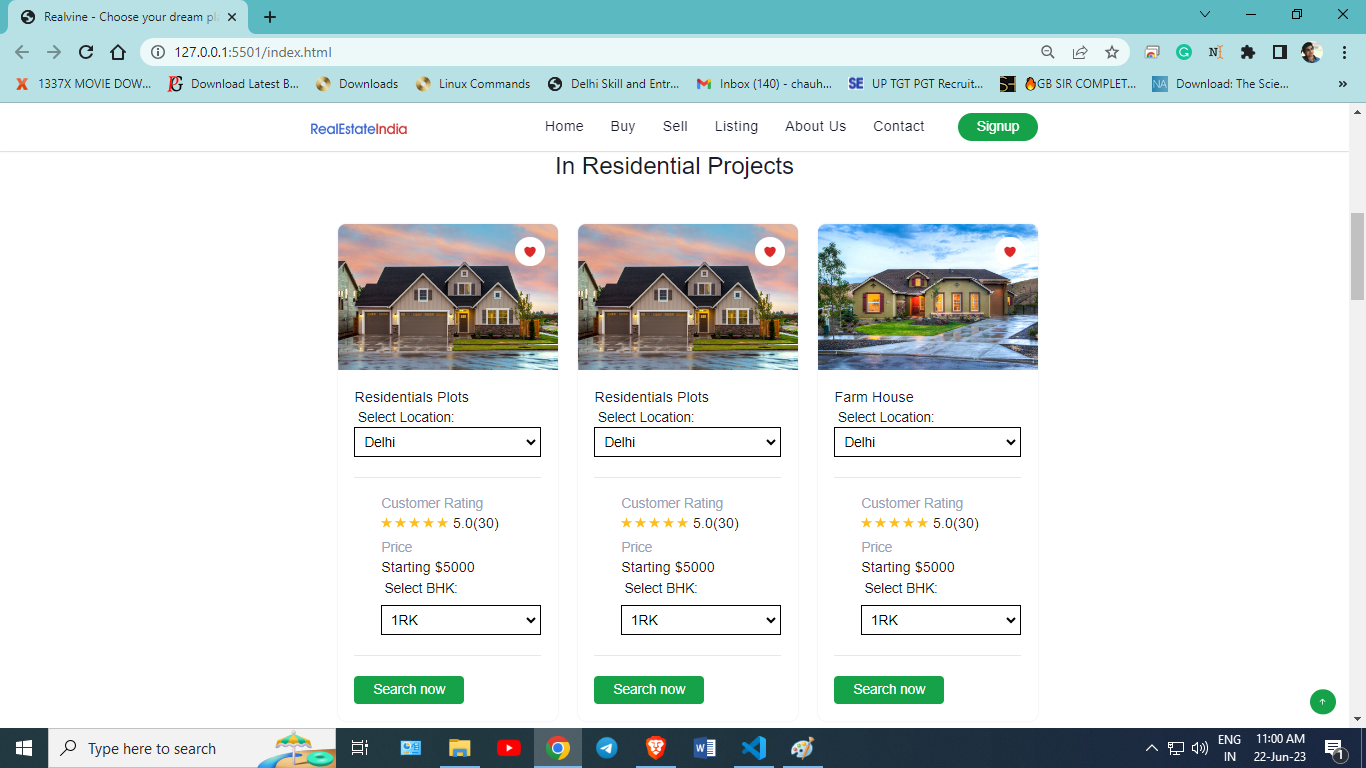 Realvine - Choose your dream pl
127.0.0.1:5501/index.html
1337X MOVIE DOW...
Download Latest B...
Downloads
Linux Commands
Delhi Skill and Entr...
Inbox (140) - chauh...
SE UP TGT PGT Recruit...
GB SIR COMPLET...
NA Download: The Scie...
»
RealEstateIndia
Home Buy Sell Listing About Us Contact Signup
In Residential Projects
Residentials Plots
Select Location:
Delhi
Customer Rating
★★★★★ 5.0(30)
Price
Starting $5000
Select BHK:
1RK
Search now
Residentials Plots
Select Location:
Delhi
Customer Rating
★★★★★ 5.0(30)
Price
Starting $5000
Select BHK:
1RK
Search now
Farm House
Select Location:
Delhi
Customer Rating
★★★★★ 5.0(30)
Price
Starting $5000
Select BHK:
1RK
Search now
Type here to search
ENG
IN
11:00 AM
22-Jun-23
1